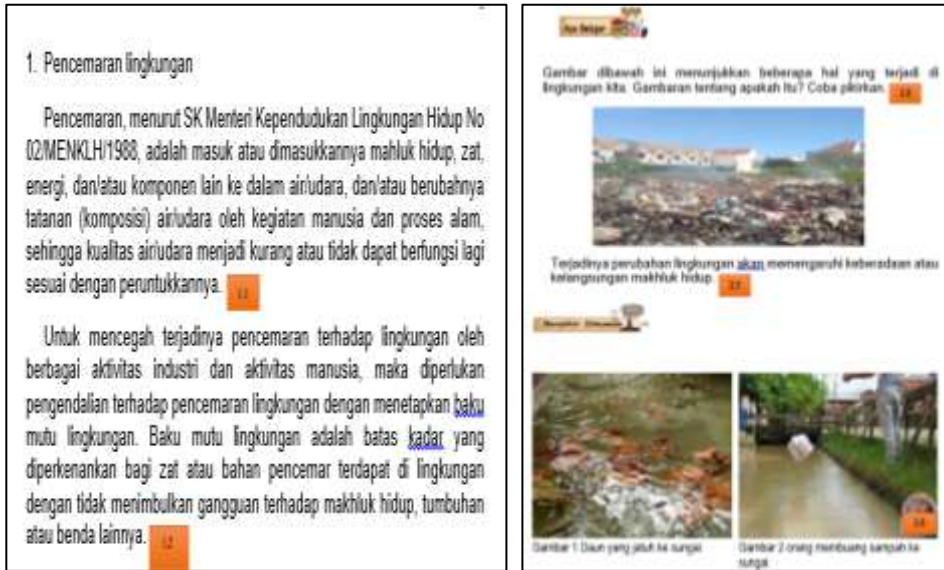 1. Pencemaran lingkungan
Pencemaran, menurut SK Menteri Kependudukan Lingkungan Hidup No
02/MENKLH/1988, adalah masuk atau dimasukkannya mahluk hidup, zat,
energi, dan/atau komponen lain ke dalam air/udara, dan/atau berubahnya
tatanan (komposisi) air/udara oleh kegiatan manusia dan proses alam,
sehingga kualitas air/udara menjadi kurang atau tidak dapat berfungsi lagi
sesuai dengan peruntukkannya.
Untuk mencegah terjadinya pencemaran terhadap lingkungan oleh
berbagai aktivitas industri dan aktivitas manusia, maka diperlukan
pengendalian terhadap pencemaran lingkungan dengan menetapkan baku
mutu lingkungan. Baku mutu lingkungan adalah batas kadar yang
diperkenankan bagi zat atau bahan pencemar terdapat di lingkungan
dengan tidak menimbulkan gangguan terhadap makhluk hidup, tumbuhan
atau benda lainnya.
Gambar dibawah ini menunjukkan beberapa hal yang terjadi di
lingkungan kita. Gambaran tentang apakah Itu? Coba pikirkan.
Terjadinya perubahan lingkungan akan memengaruhi keberadaan atau
kelangsungan makhluk hidup.
Gambar 1 Daun yang jatuh ke sungai
Gambar 2 orang membuang sampah ke
sungai